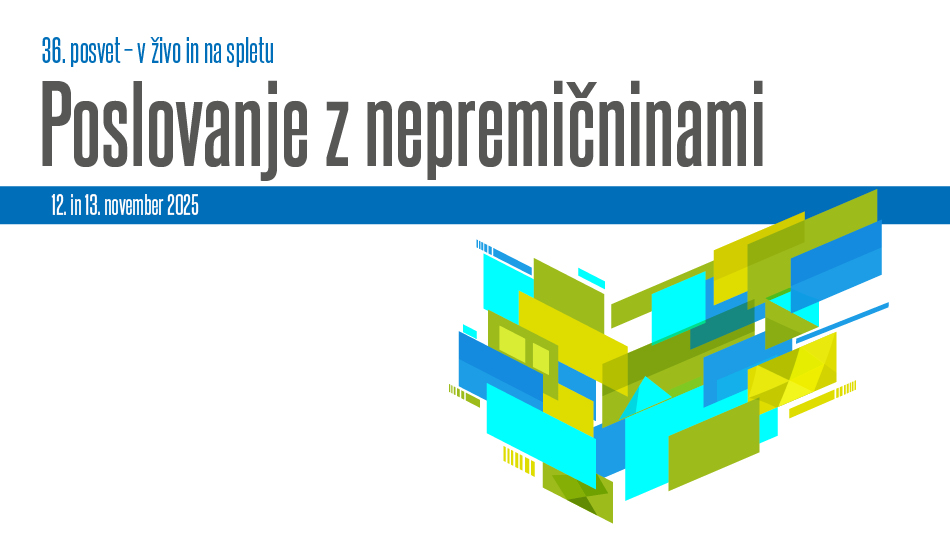 36. posvet – v živo in na spletu
Poslovanje z nepremičninami
12. in 13. november 2025